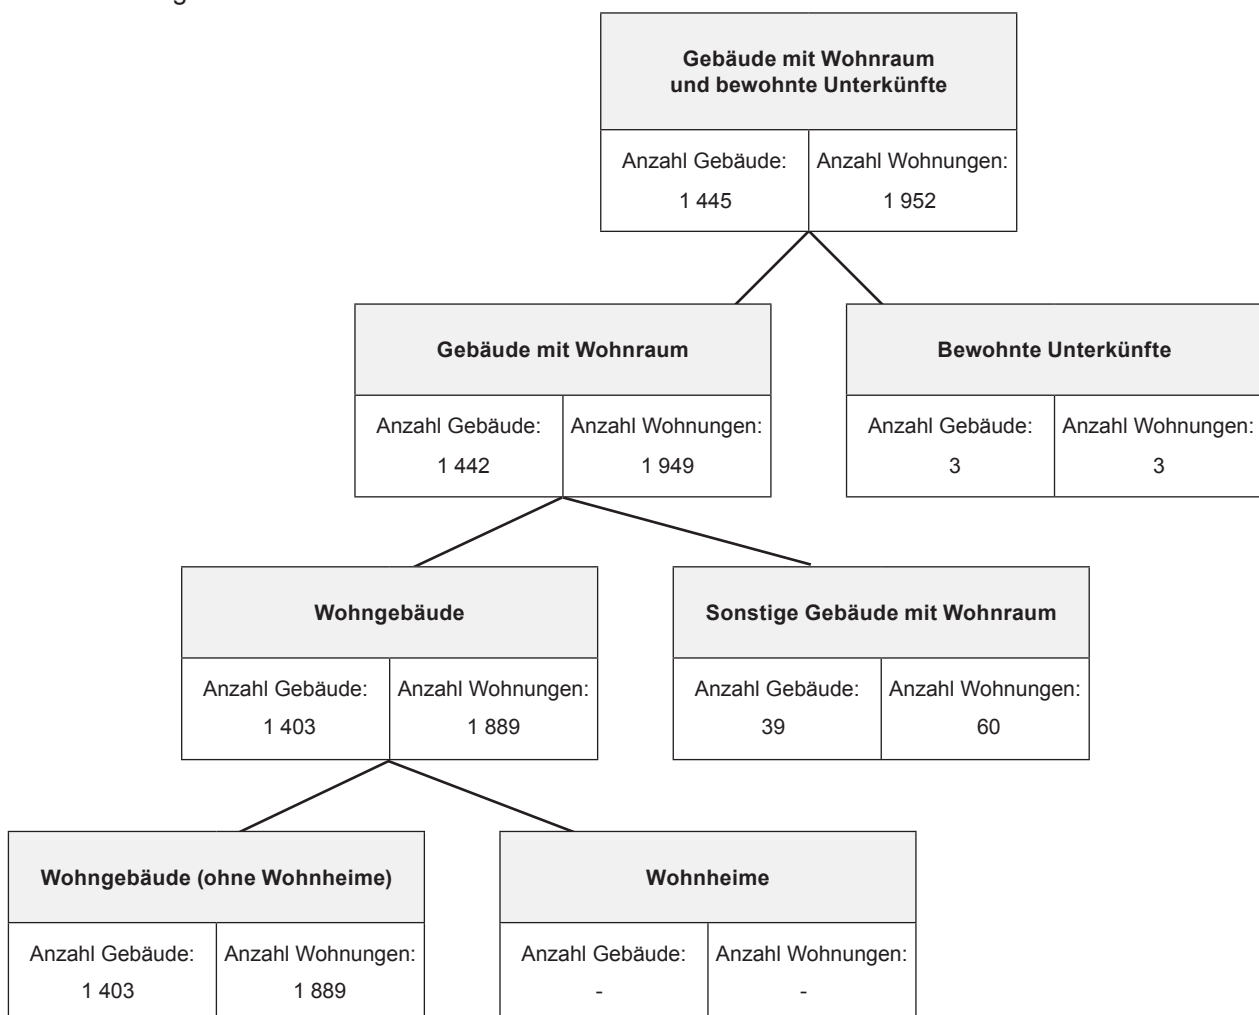 Gebäude mit Wohnraum
und bewohnte Unterkünfte
Anzahl Gebäude: Anzahl Wohnungen:
1 445 1 952
Gebäude mit Wohnraum Bewohnte Unterkünfte
Anzahl Gebäude: Anzahl Wohnungen: Anzahl Gebäude: Anzahl Wohnungen:
1 442 1 949 3 3
Wohngebäude Sonstige Gebäude mit Wohnraum
Anzahl Gebäude: Anzahl Wohnungen: Anzahl Gebäude: Anzahl Wohnungen:
1 403 1 889 39 60
Wohngebäude (ohne Wohnheime) Wohnheime
Anzahl Gebäude: Anzahl Wohnungen: Anzahl Gebäude: Anzahl Wohnungen:
1 403 1 889 - -